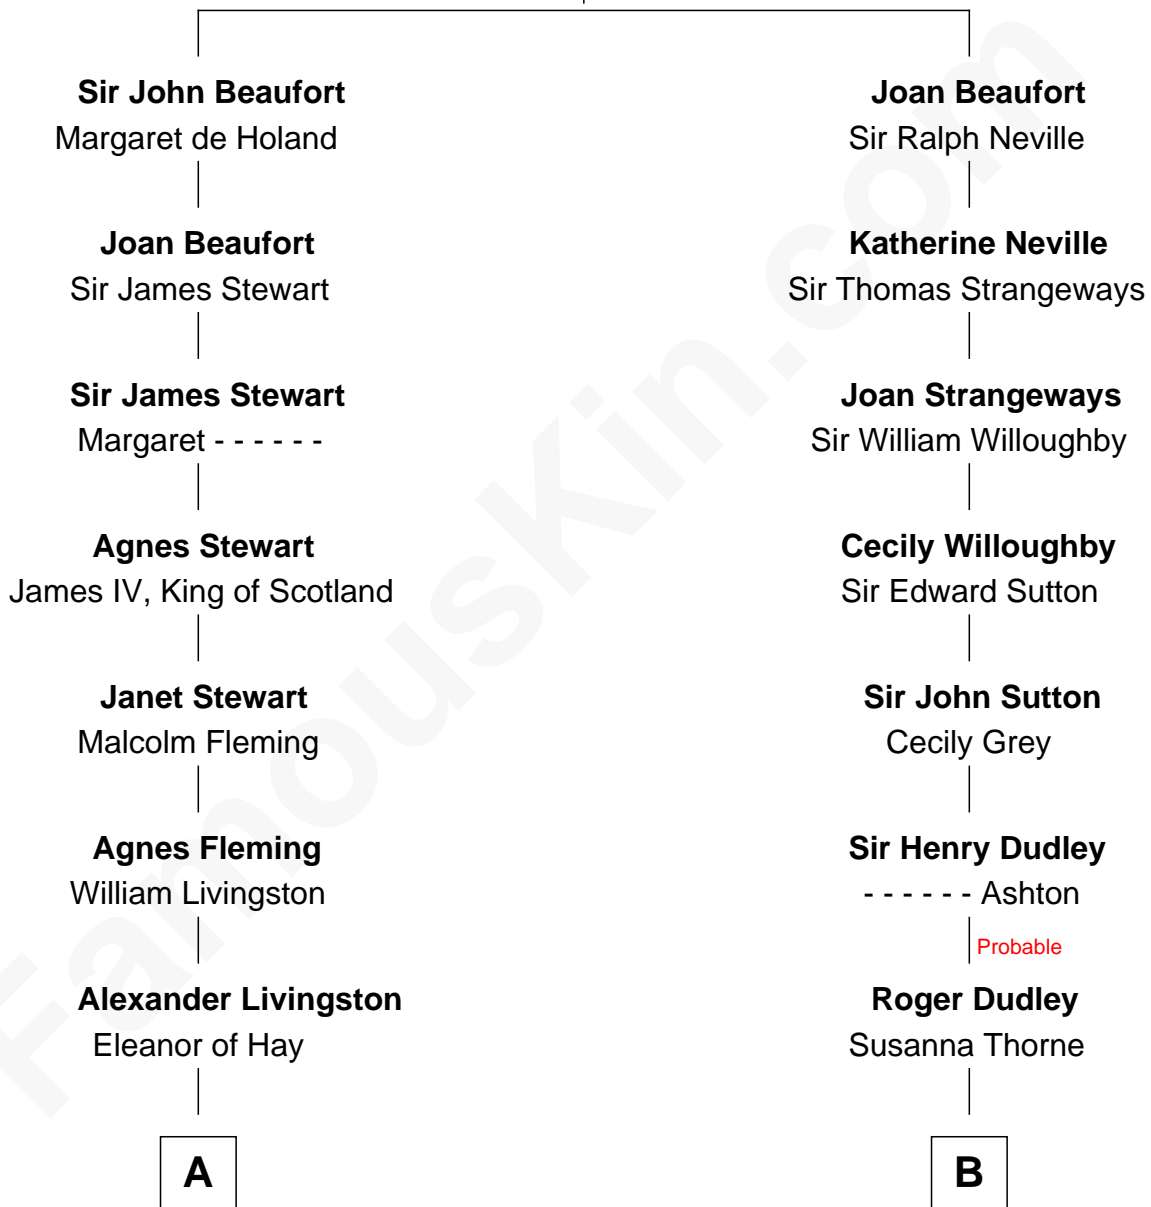 Sir John Beaufort
Margaret de Holand
Joan Beaufort
Sir James Stewart
Sir James Stewart
Margaret - - - - - -
Agnes Stewart
James IV, King of Scotland
Janet Stewart
Malcolm Fleming
Agnes Fleming
William Livingston
Alexander Livingston
Eleanor of Hay
A
Joan Beaufort
Sir Ralph Neville
Katherine Neville
Sir Thomas Strangeways
Joan Strangeways
Sir William Willoughby
Cecily Willoughby
Sir Edward Sutton
Sir John Sutton
Cecily Grey
Sir Henry Dudley
- - - - - - Ashton
Probable
Roger Dudley
Susanna Thorne
B
FamousKin.com